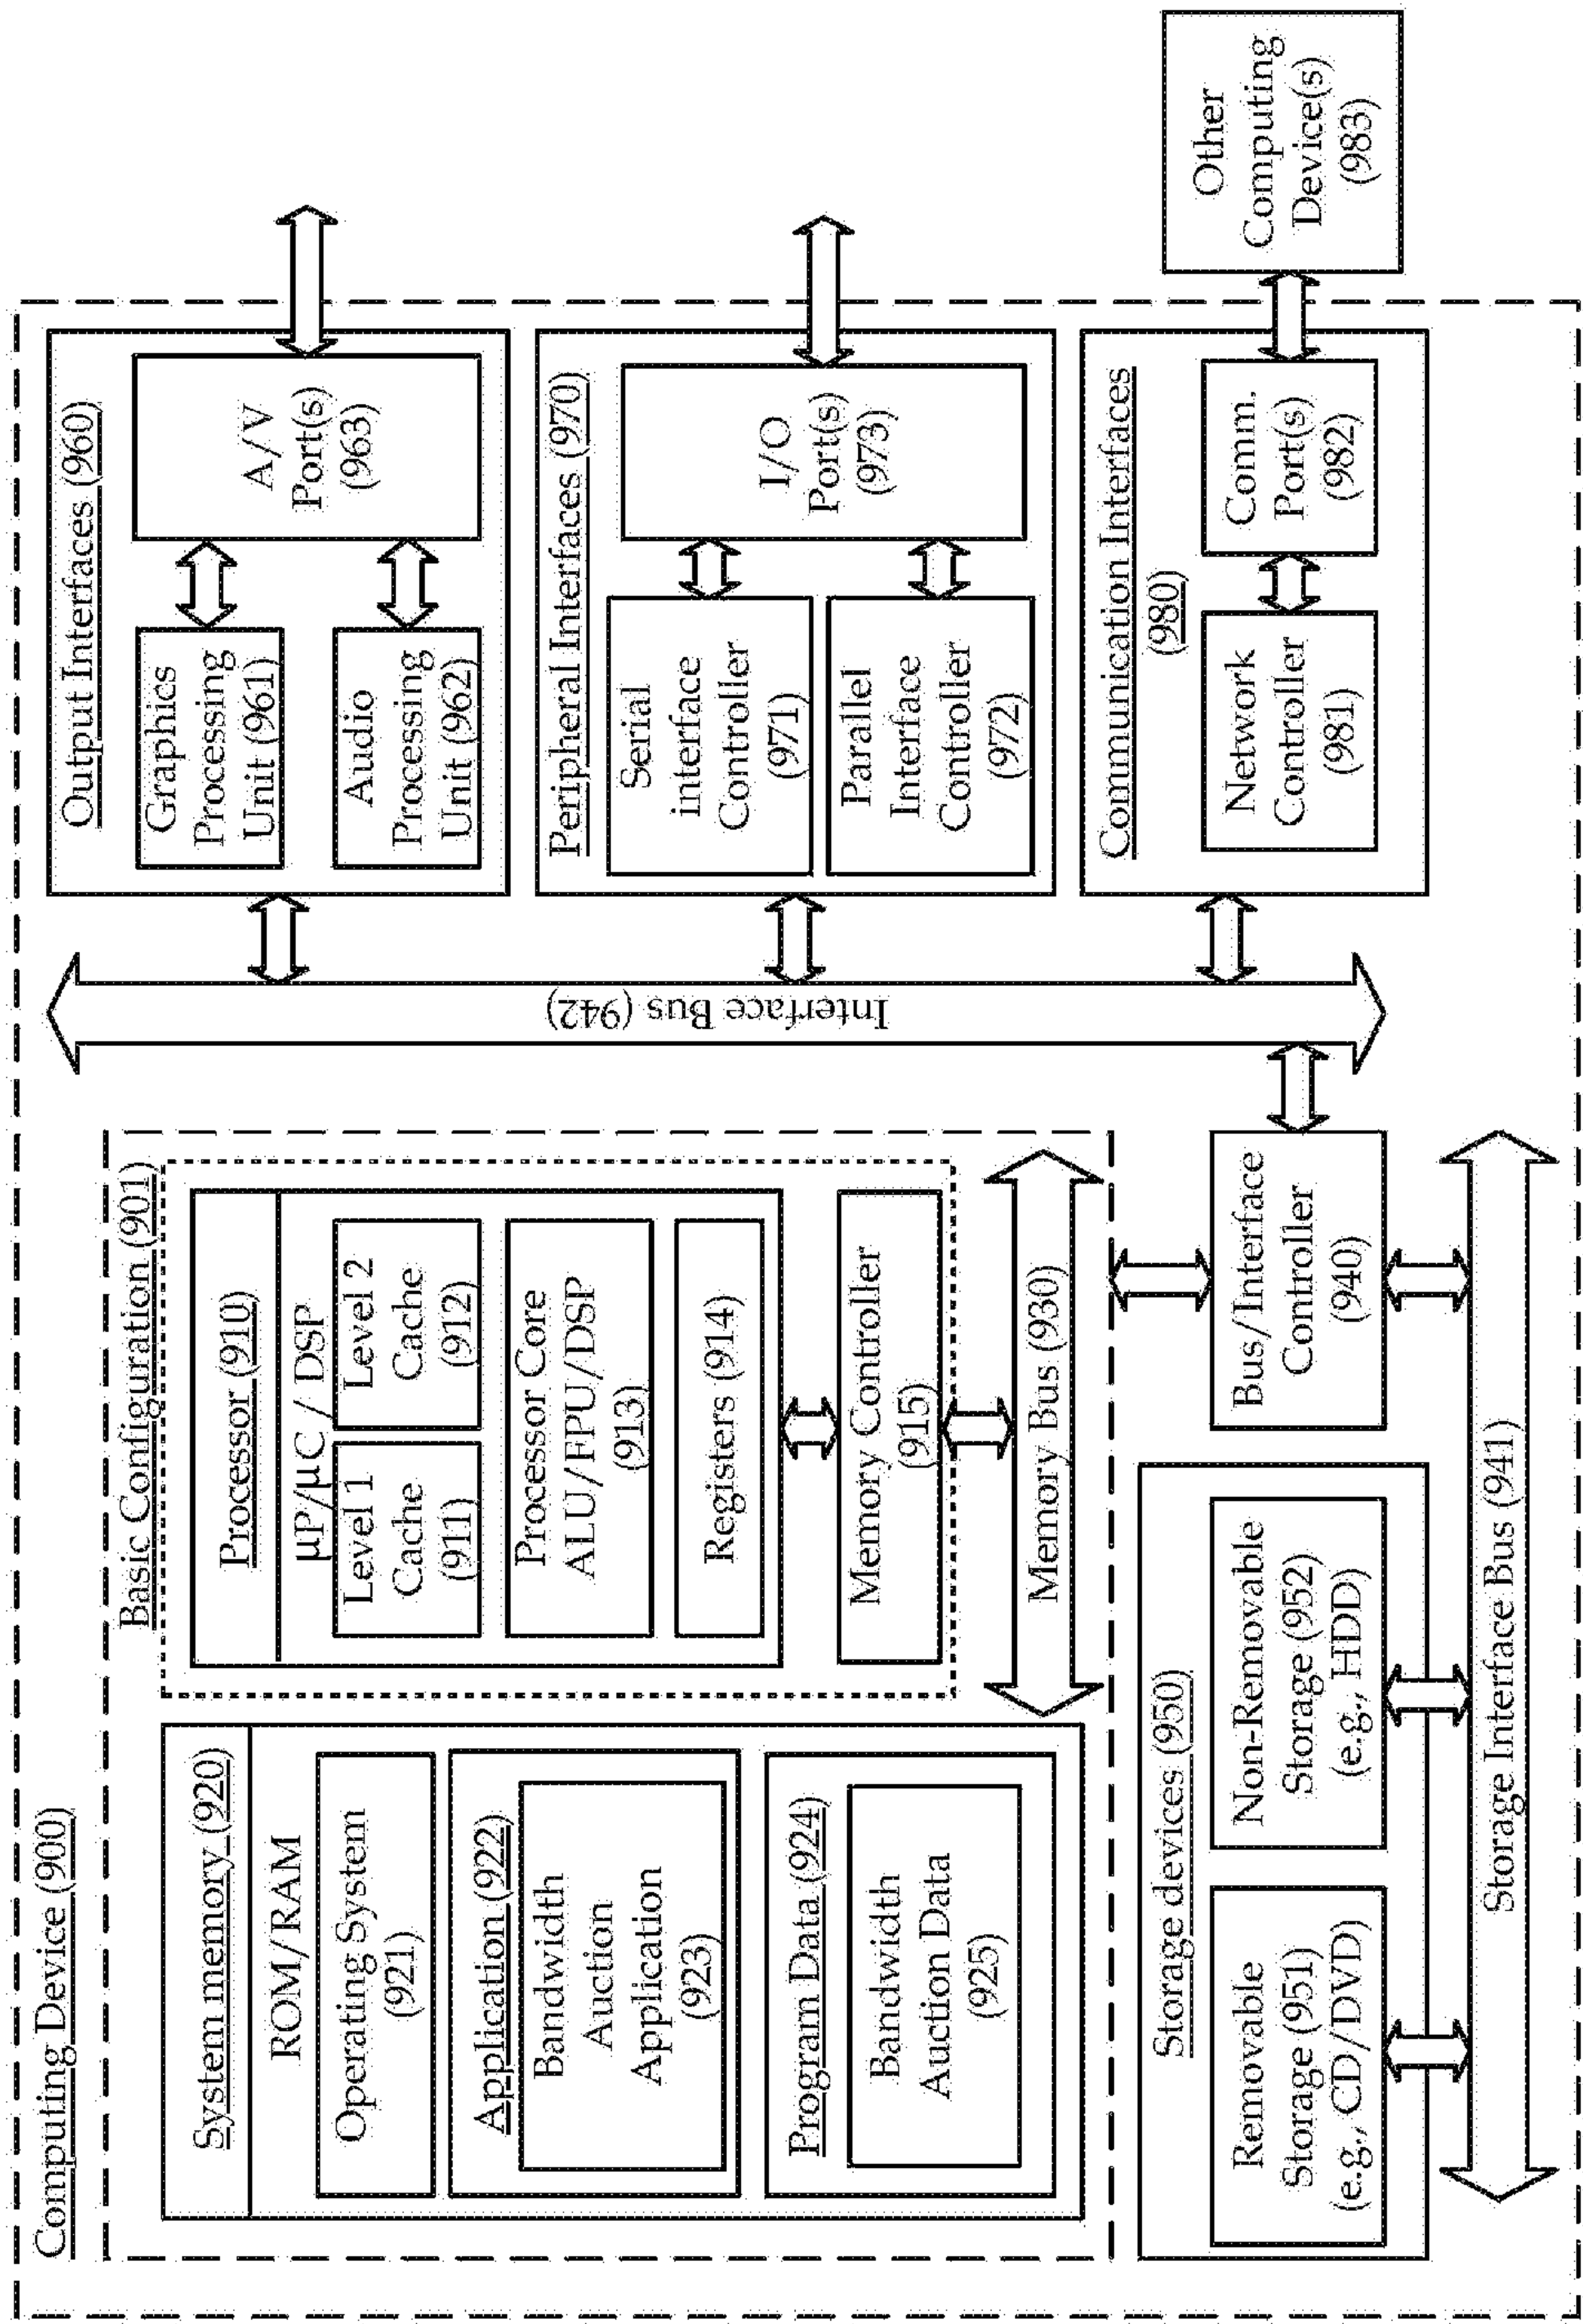 Computing Device (900)
Basic Configuration (901)
System memory (920)
ROM/RAM
Operating System
(921)
Application (922)
Bandwidth
Auction
Application
(923)
Program Data (924)
Bandwidth
Auction Data
(925)
Processor (910)
µP/µC / DSP
Level 1
Cache
(911)
Level 2
Cache
(912)
Processor Core
ALU/FPU/DSP
(913)
Registers (914)
Memory Controller
(915)
Memory Bus (930)
Storage devices (950)
Removable
Storage (951)
(e.g., CD/DVD)
Non-Removable
Storage (952)
(e.g., HDD)
Bus/Interface
Controller
(940)
Storage Interface Bus (941)
Interface Bus (942)
Output Interfaces (960)
Graphics
Processing
Unit (961)
Audio
Processing
Unit (962)
A/V
Port(s)
(963)
Peripheral Interfaces (970)
Serial
interface
Controller
(971)
Parallel
Interface
Controller
(972)
I/O
Port(s)
(973)
Communication Interfaces
(980)
Network
Controller
(981)
Comm.
Port(s)
(982)
Other
Computing
Device(s)
(983)